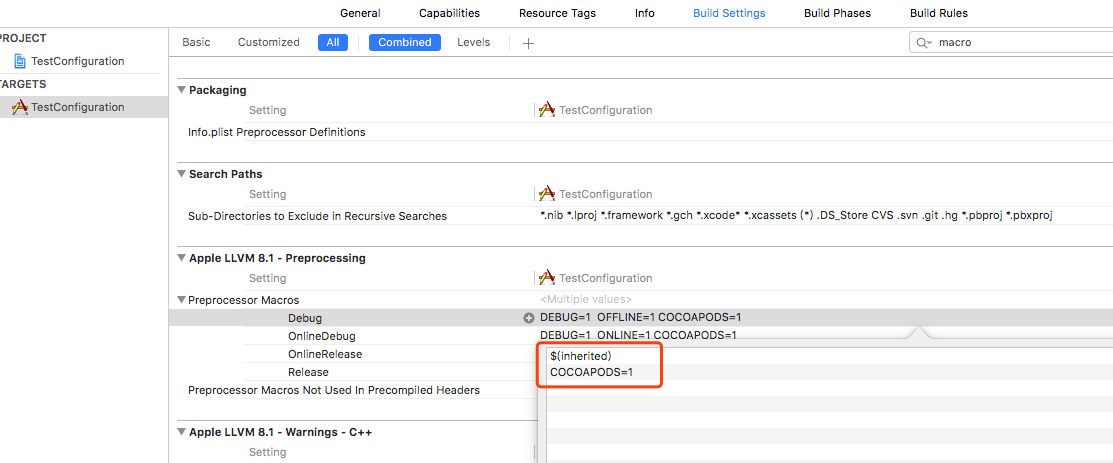 General Capabilities Resource Tags Info Build Settings Build Phases Build Rules
PROJECT
TestConfiguration
TARGETS
TestConfiguration
Basic Customized All Combined Levels + macro
Packaging
Setting TestConfiguration
Info.plist Preprocessor Definitions
Search Paths
Setting TestConfiguration
Sub-Directories to Exclude in Recursive Searches *.nib *.lproj *.framework *.gch *.xcode* *.xcassets (*) .DS_Store CVS .svn .git .hg *.pbproj *.pbxproj
Apple LLVM 8.1 - Preprocessing
Setting TestConfiguration
Preprocessor Macros <Multiple values>
Debug DEBUG=1 OFFLINE=1 COCOAPODS=1
OnlineDebug DEBUG=1 ONLINE=1 COCOAPODS=1
OnlineRelease $(inherited)
Release COCOAPODS=1
Preprocessor Macros Not Used In Precompiled Headers
Apple LLVM 8.1 - Warnings - C++
Setting